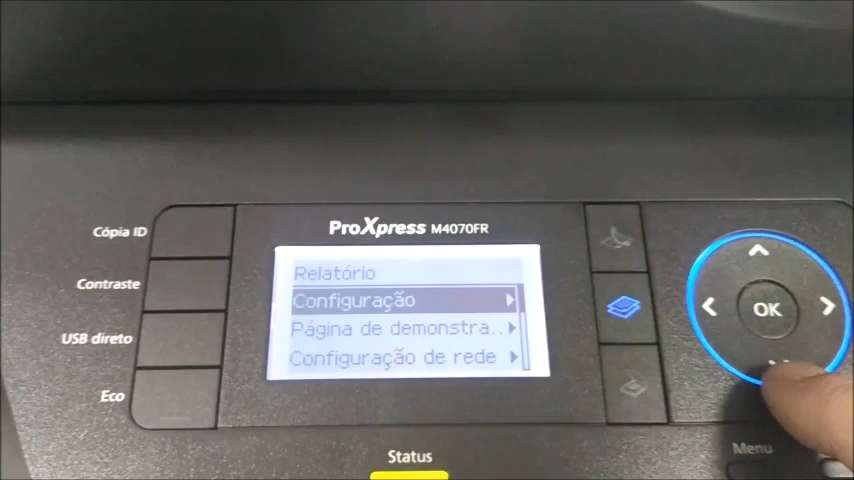 ProXpress M4070FR
Cópia ID
Contraste
USB direto
Eco
Relatório
Configuração
Página de demonstra..
Configuração de rede
OK
Menu
Status